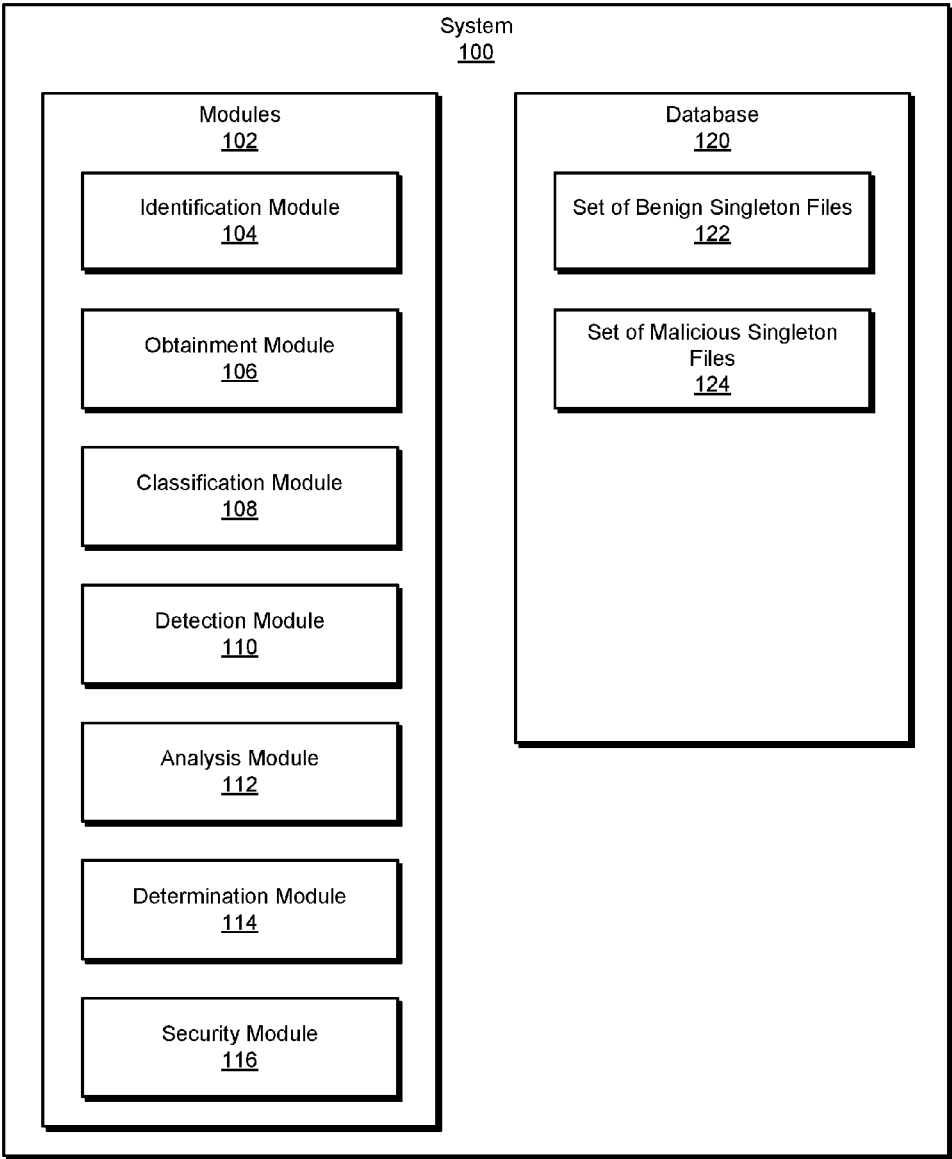 System
100
Modules
102
Identification Module
104
Obtainment Module
106
Classification Module
108
Detection Module
110
Analysis Module
112
Determination Module
114
Security Module
116
Database
120
Set of Benign Singleton Files
122
Set of Malicious Singleton
Files
124